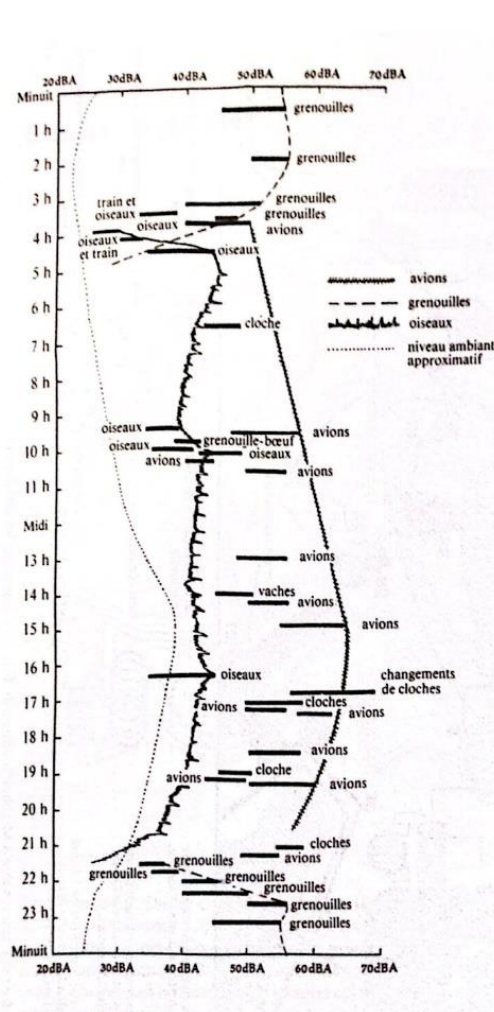 20dBA 30dBA 40dBA 50dBA 60dBA 70dBA
Minuit
grenouilles
1 h
2 h
grenouilles
3 h
grenouilles
train et
oiseaux
grenouilles
oiseaux
avions
4 h
oiseaux
et train
oiseaux
5 h
avions
grenouilles
oiseaux
niveau ambiant
approximatif
6 h
cloche
7 h
8 h
9 h
oiseaux
avions
grenouille-bœuf
oiseaux
oiseaux
10 h
avions
avions
11 h
Midi
13 h
avions
14 h
vaches
avions
15 h
avions
16 h
oiseaux
changements
de cloches
17 h
cloches
avions
avions
18 h
avions
19 h
cloche
avions
avions
20 h
21 h
cloches
avions
grenouilles
grenouilles
22 h
grenouilles
grenouilles
grenouilles
23 h
grenouilles
Minuit
20dBA 30dBA 40dBA 50dBA 60dBA 70dBA